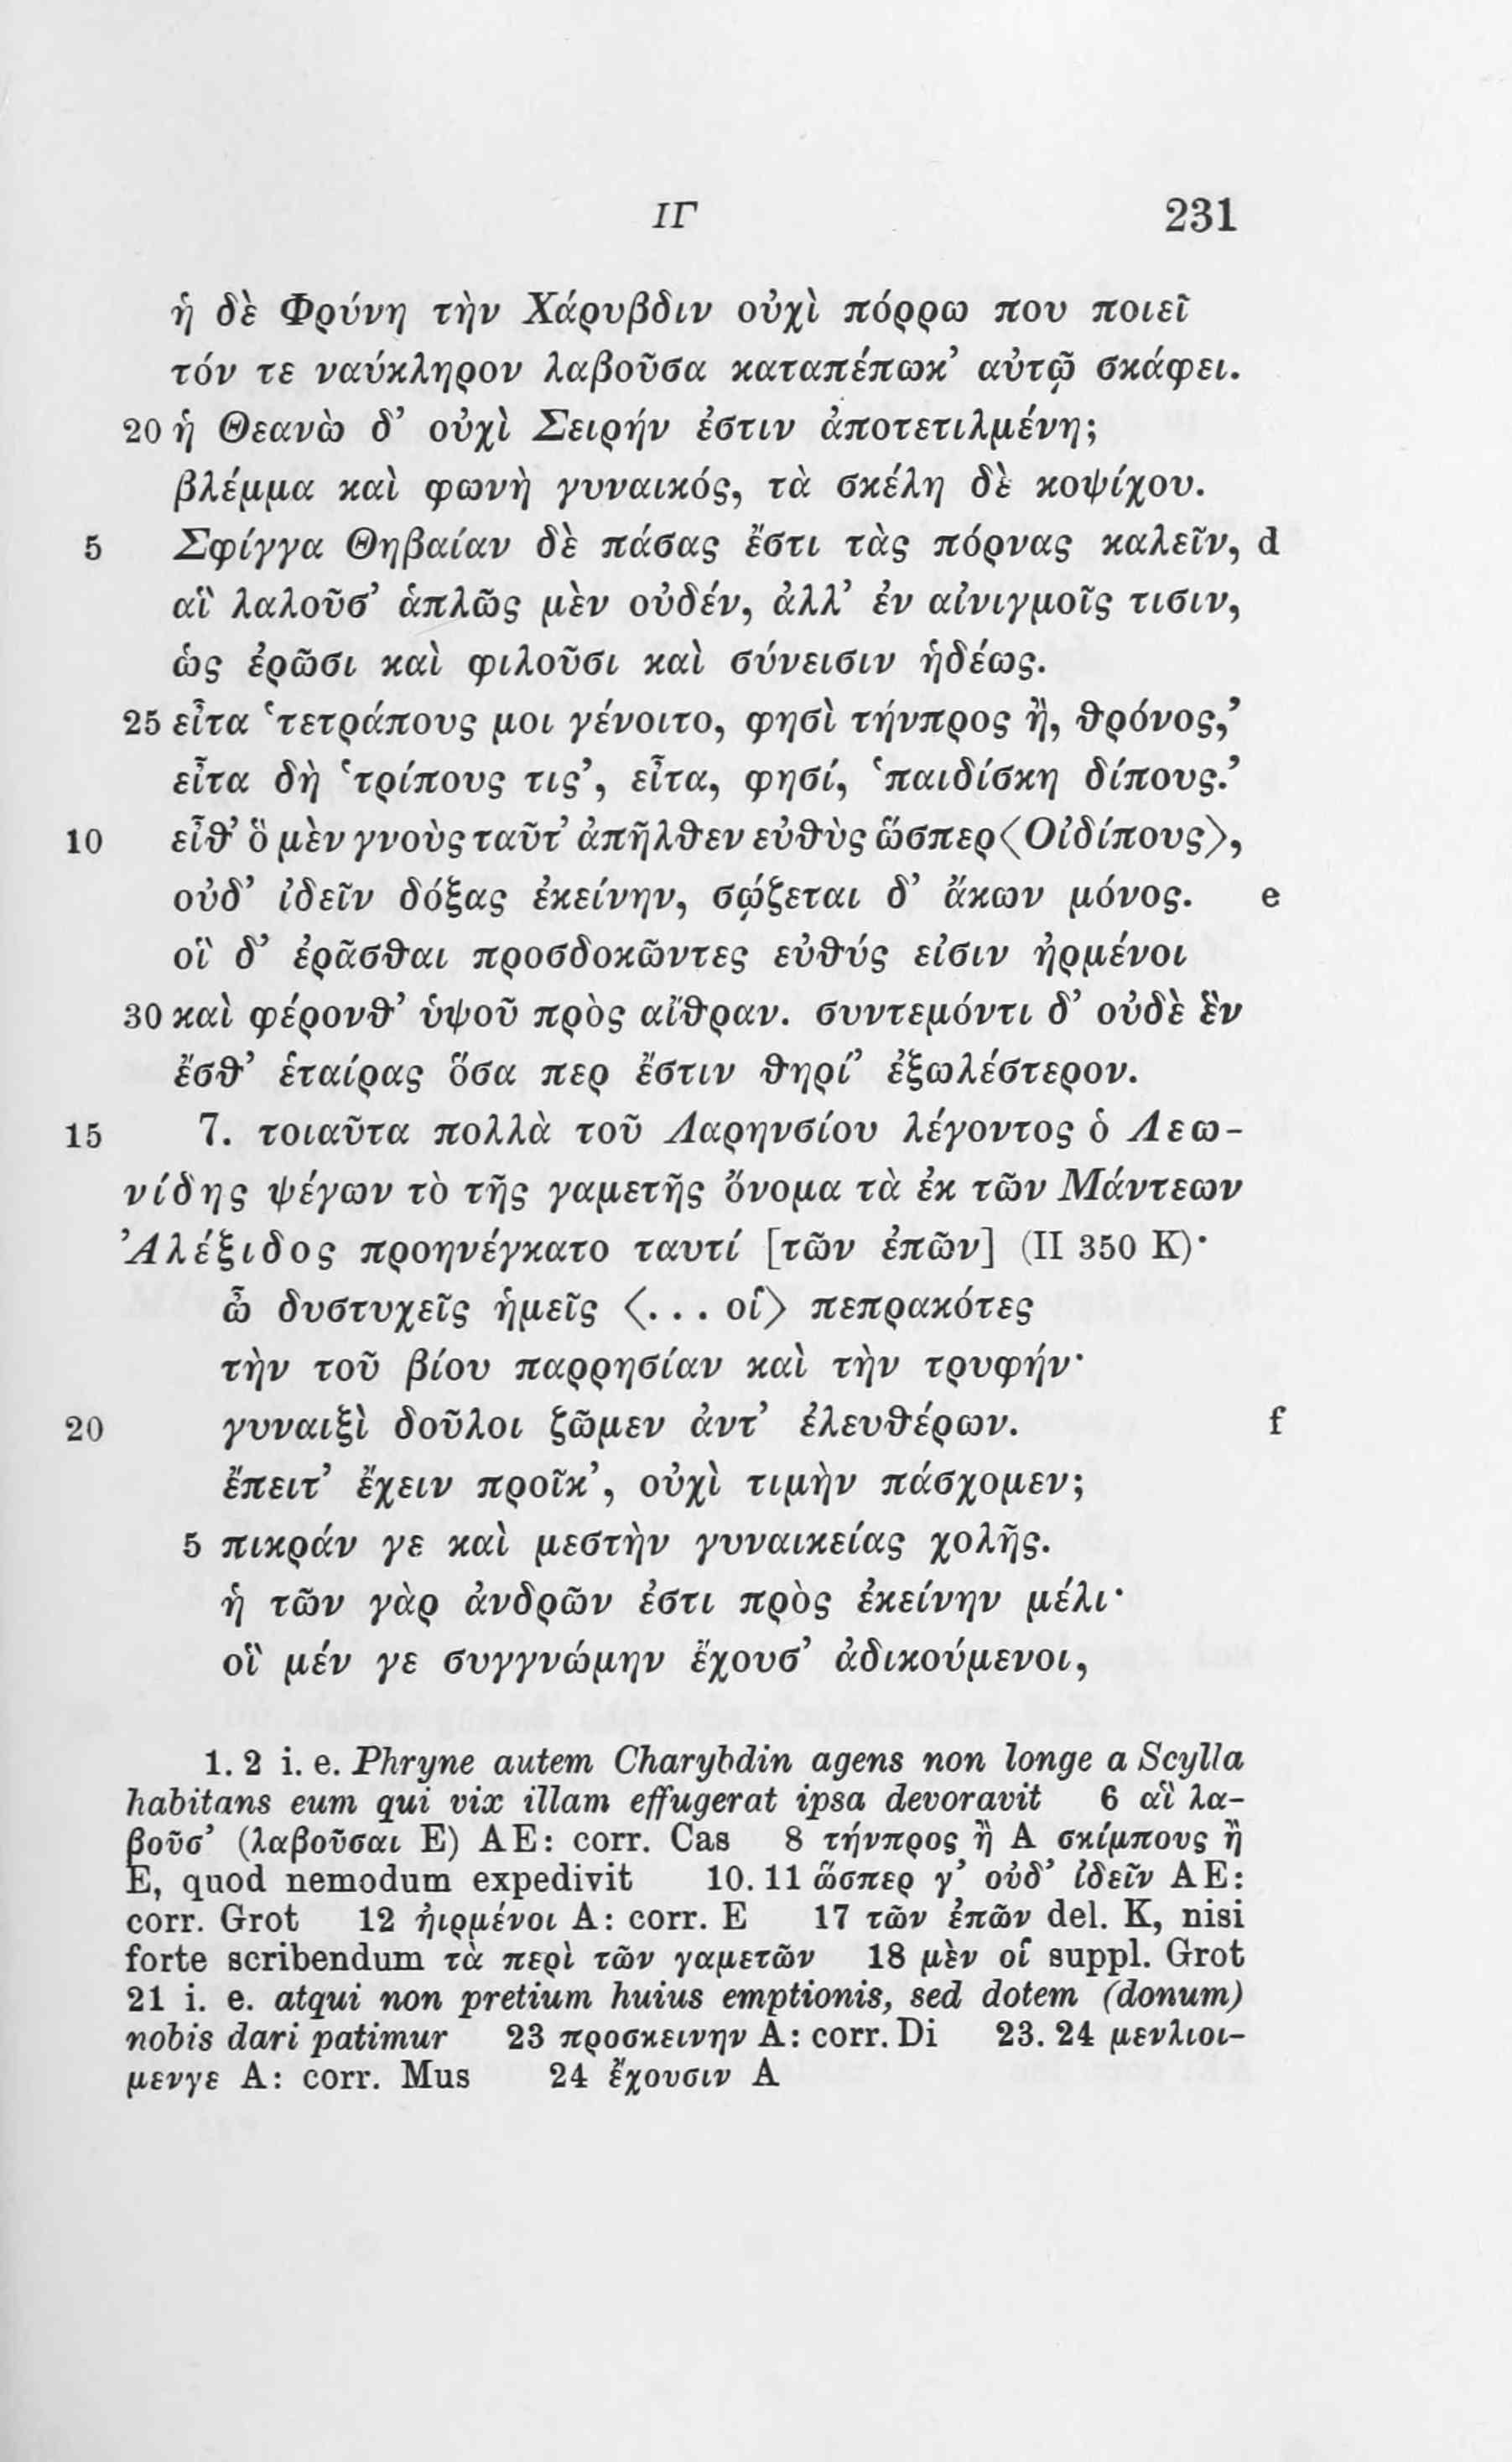 ΙΓ 231
ἡ δὲ Φρύνη τὴν Χάρυβδιν οὐχὶ πόρρω που ποιεῖ
τόν τε ναύκληρον λαβοῦσα καταπέπωκ’ αὐτῷ σκάφει.
20 ἡ Θεανὼ δ’ οὐχὶ Σειρήν ἐστιν ἀποτετιλμένη;
βλέμμα καὶ φωνὴ γυναικός, τὰ σκέλη δὲ κοψίχου.
5 Σφίγγα Θηβαίαν δὲ πάσας ἔστι τὰς πόρνας καλεῖν, d
αἳ λαλοῦσ’ ἁπλῶς μὲν οὐδέν, ἀλλ’ ἐν αἰνιγμοῖς τισιν,
ὡς ἐρῶσι καὶ φιλοῦσι καὶ σύνεισιν ἡδέως.
25 εἶτα ‘τετράπους μοι γένοιτο, φησὶ τήνπρος ἢ, θρόνος,’
εἶτα δὴ ‘τρίπους τις’, εἶτα, φησί, ‘παιδίσκη δίπους.’
10 εἶθ’ ὃ μὲν γνοὺς ταῦτ’ ἀπῆλθεν εὐθὺς ὥσπερ ⟨Οἰδίπους⟩,
οὐδ’ ἰδεῖν δόξας ἐκείνην, σῴζεται δ’ ἄκων μόνος. e
οἳ δ’ ἐρᾶσθαι προσδοκῶντες εὐθύς εἰσιν ἠρμένοι
30 καὶ φέρονθ’ ὑψοῦ πρὸς αἴθραν. συντεμόντι δ’ οὐδὲ ἓν
ἔσθ’ ἑταίρας ὅσα περ ἔστιν θηρί’ ἐξωλέστερον.
15 7. τοιαῦτα πολλὰ τοῦ Λαρηνσίου λέγοντος ὁ Λεω-
νίδης ψέγων τὸ τῆς γαμετῆς ὄνομα τὰ ἐκ τῶν Μάντεων
Ἀλέξιδος προηνέγκατο ταυτί [τῶν ἐπῶν] (II 350 K)·
ὦ δυστυχεῖς ἡμεῖς ⟨. . . οἱ⟩ πεπρακότες
τὴν τοῦ βίου παρρησίαν καὶ τὴν τρυφήν·
20 γυναιξὶ δοῦλοι ζῶμεν ἀντ’ ἐλευθέρων. f
ἔπειτ’ ἔχειν προῖκ’, οὐχὶ τιμὴν πάσχομεν;
5 πικράν γε καὶ μεστὴν γυναικείας χολῆς.
ἡ τῶν γὰρ ἀνδρῶν ἐστι πρὸς ἐκείνην μέλι·
οἳ μέν γε συγγνώμην ἔχουσ’ ἀδικούμενοι,
1. 2 i. e. Phryne autem Charybdin agens non longe a Scylla
habitans eum qui vix illam effugerat ipsa devoravit 6 αἳ λα-
βοῦσ’ (λαβοῦσαι E) AE: corr. Cas 8 τήνπρος ἢ A σκίμπους ἢ
E, quod nemodum expedivit 10. 11 ὥσπερ γ’ οὐδ’ ἰδεῖν AE:
corr. Grot 12 ἠιρμένοι A: corr. E 17 τῶν ἐπῶν del. K, nisi
forte scribendum τὰ περὶ τῶν γαμετῶν 18 μὲν οἱ suppl. Grot
21 i. e. atqui non pretium huius emptionis, sed dotem (donum)
nobis dari patimur 23 προσκεινην A: corr. Di 23. 24 μενλιοι-
μενγε A: corr. Mus 24 ἔχουσιν A